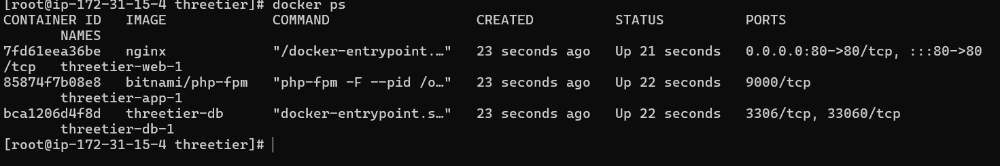 [root@ip-172-31-15-4 threetier]# docker ps
CONTAINER ID   IMAGE             COMMAND                  CREATED          STATUS          PORTS
       NAMES
7fd61eea36be   nginx             "/docker-entrypoint.…"   23 seconds ago   Up 21 seconds   0.0.0.0:80->80/tcp, :::80->80
/tcp   threetier-web-1
85874f7b08e8   bitnami/php-fpm   "php-fpm -F --pid /o…"   23 seconds ago   Up 22 seconds   9000/tcp
       threetier-app-1
bca1206d4f8d   threetier-db      "docker-entrypoint.s…"   23 seconds ago   Up 22 seconds   3306/tcp, 33060/tcp
       threetier-db-1
[root@ip-172-31-15-4 threetier]#